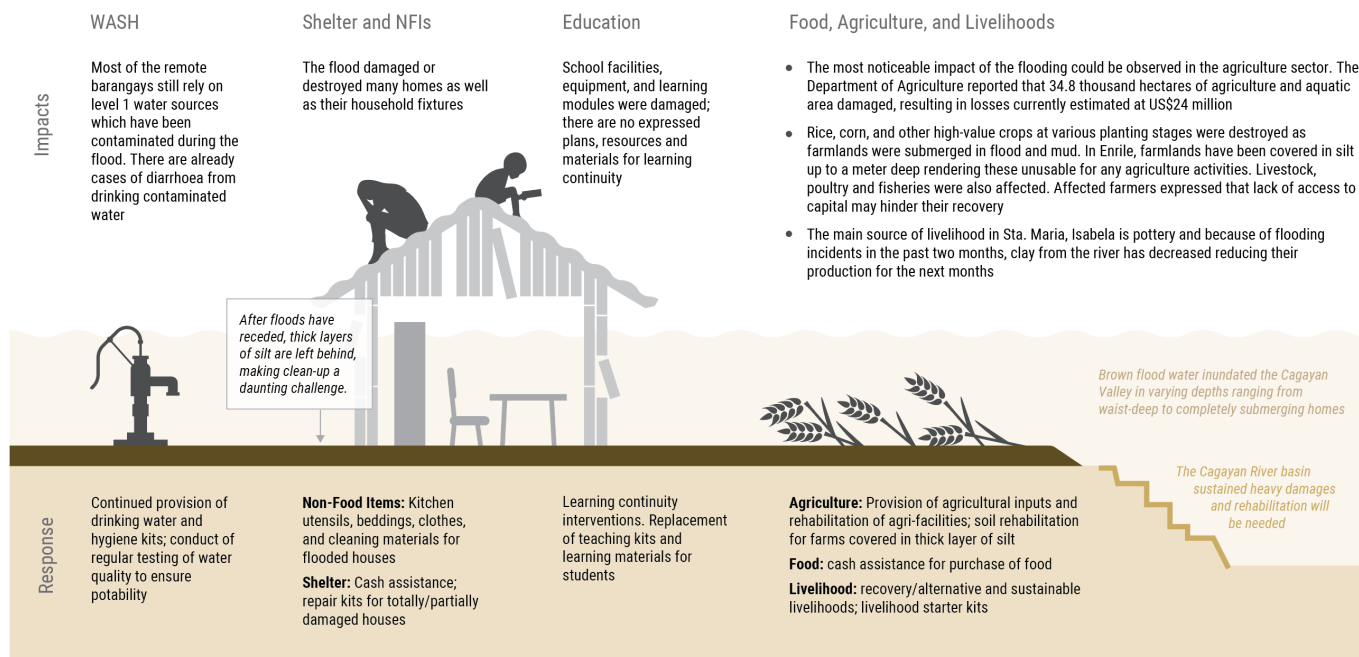 WASH
Shelter and NFIs
Education
Food, Agriculture, and Livelihoods
Impacts
Most of the remote
barangays still rely on
level 1 water sources
which have been
contaminated during the
flood. There are already
cases of diarrhoea from
drinking contaminated
water
The flood damaged or
destroyed many homes as well
as their household fixtures
School facilities,
equipment, and learning
modules were damaged;
there are no expressed
plans, resources and
materials for learning
continuity
• The most noticeable impact of the flooding could be observed in the agriculture sector. The
Department of Agriculture reported that 34.8 thousand hectares of agriculture and aquatic
area damaged, resulting in losses currently estimated at US$24 million
• Rice, corn, and other high-value crops at various planting stages were destroyed as
farmlands were submerged in flood and mud. In Enrile, farmlands have been covered in silt
up to a meter deep rendering these unusable for any agriculture activities. Livestock,
poultry and fisheries were also affected. Affected farmers expressed that lack of access to
capital may hinder their recovery
• The main source of livelihood in Sta. Maria, Isabela is pottery and because of flooding
incidents in the past two months, clay from the river has decreased reducing their
production for the next months
After floods have
receded, thick layers
of silt are left behind,
making clean-up a
daunting challenge.
Brown flood water inundated the Cagayan
Valley in varying depths ranging from
waist-deep to completely submerging homes
The Cagayan River basin
sustained heavy damages
and rehabilitation will
be needed
Response
Continued provision of
drinking water and
hygiene kits; conduct of
regular testing of water
quality to ensure
potability
Non-Food Items: Kitchen
utensils, beddings, clothes,
and cleaning materials for
flooded houses
Shelter: Cash assistance;
repair kits for totally/partially
damaged houses
Learning continuity
interventions. Replacement
of teaching kits and
learning materials for
students
Agriculture: Provision of agricultural inputs and
rehabilitation of agri-facilities; soil rehabilitation
for farms covered in thick layer of silt
Food: cash assistance for purchase of food
Livelihood: recovery/alternative and sustainable
livelihoods; livelihood starter kits